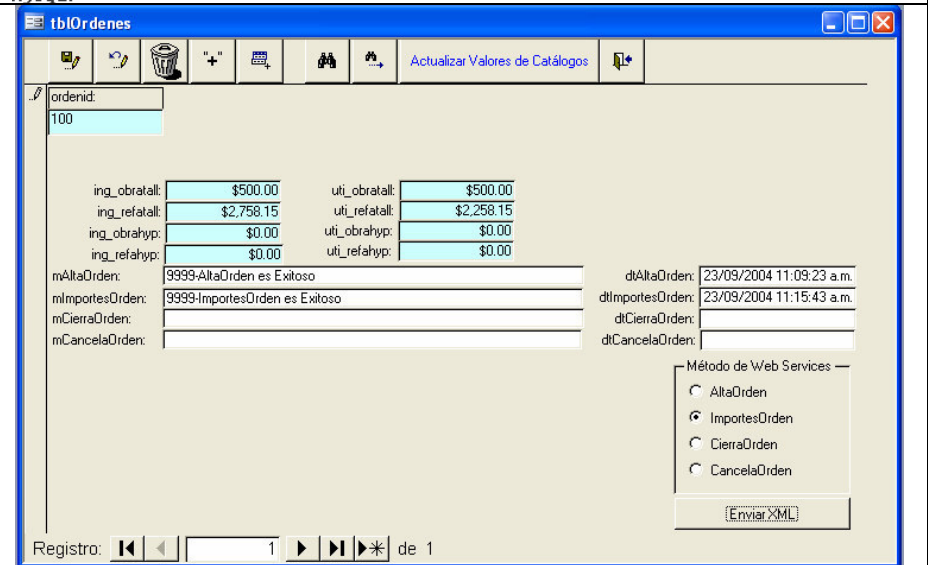 tblOrdenes
"+" Actualizar Valores de Catálogos
ordenid:
100
ing_obratall: $500.00 uti_obratall: $500.00
ing_refatall: $2,758.15 uti_refatall: $2,258.15
ing_obrahyp: $0.00 uti_obrahyp: $0.00
ing_refahyp: $0.00 uti_refahyp: $0.00
mAltaOrden: 9999-AltaOrden es Exitoso dtAltaOrden: 23/09/2004 11:09:23 a.m.
mImportesOrden: 9999-ImportesOrden es Exitoso dtImportesOrden: 23/09/2004 11:15:43 a.m.
mCierraOrden: dtCierraOrden:
mCancelaOrden: dtCancelaOrden:
Método de Web Services
AltaOrden
ImportesOrden
CierraOrden
CancelaOrden
Enviar XML
Registro: 1 de 1